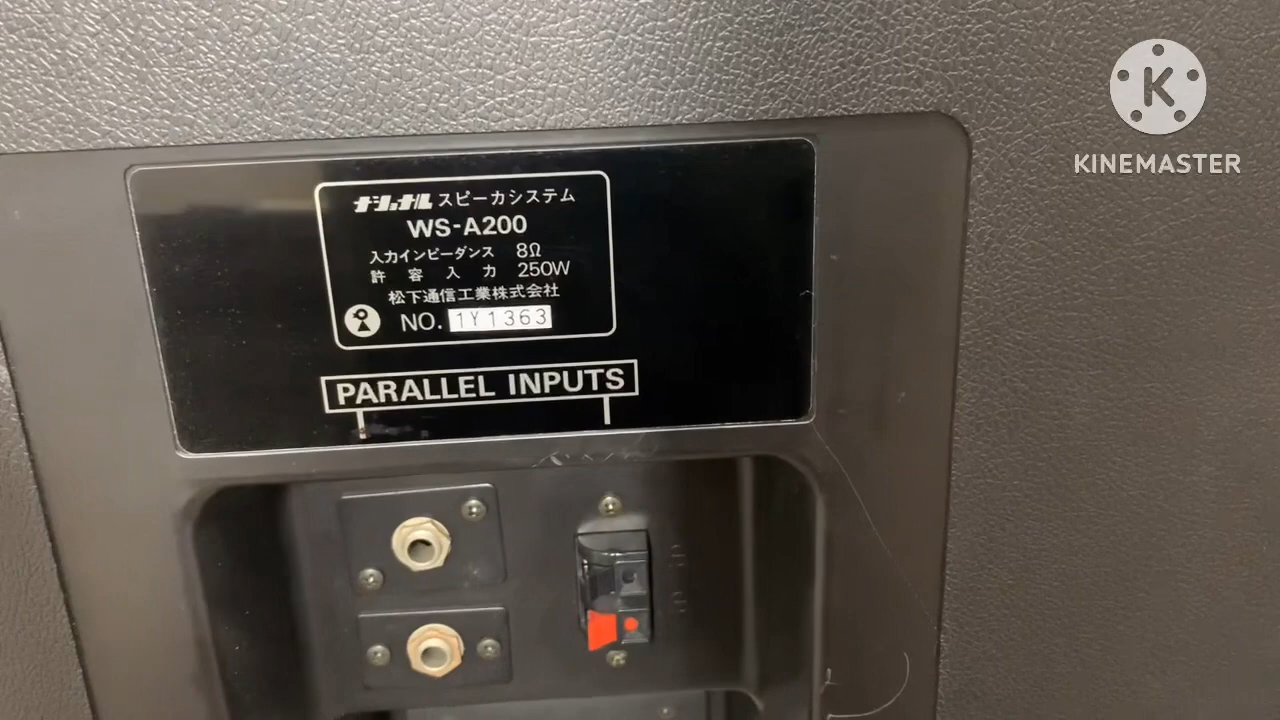 ナショナル スピーカシステム
WS-A200
入力インピーダンス 8Ω
許容入力 250W
松下通信工業株式会社
NO. 1Y1363
PARALLEL INPUTS
K
KINEMASTER